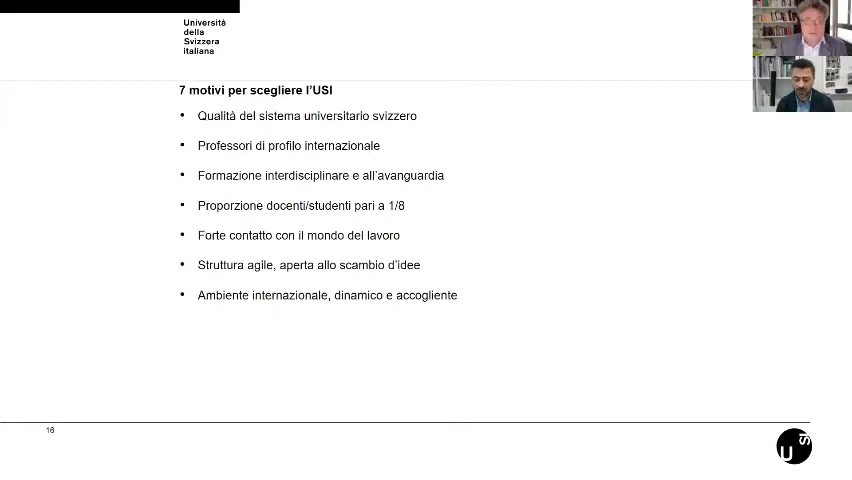 Università
della
Svizzera
italiana
7 motivi per scegliere l'USI
• Qualità del sistema universitario svizzero
• Professori di profilo internazionale
• Formazione interdisciplinare e all'avanguardia
• Proporzione docenti/studenti pari a 1/8
• Forte contatto con il mondo del lavoro
• Struttura agile, aperta allo scambio d'idee
• Ambiente internazionale, dinamico e accogliente
16
USI